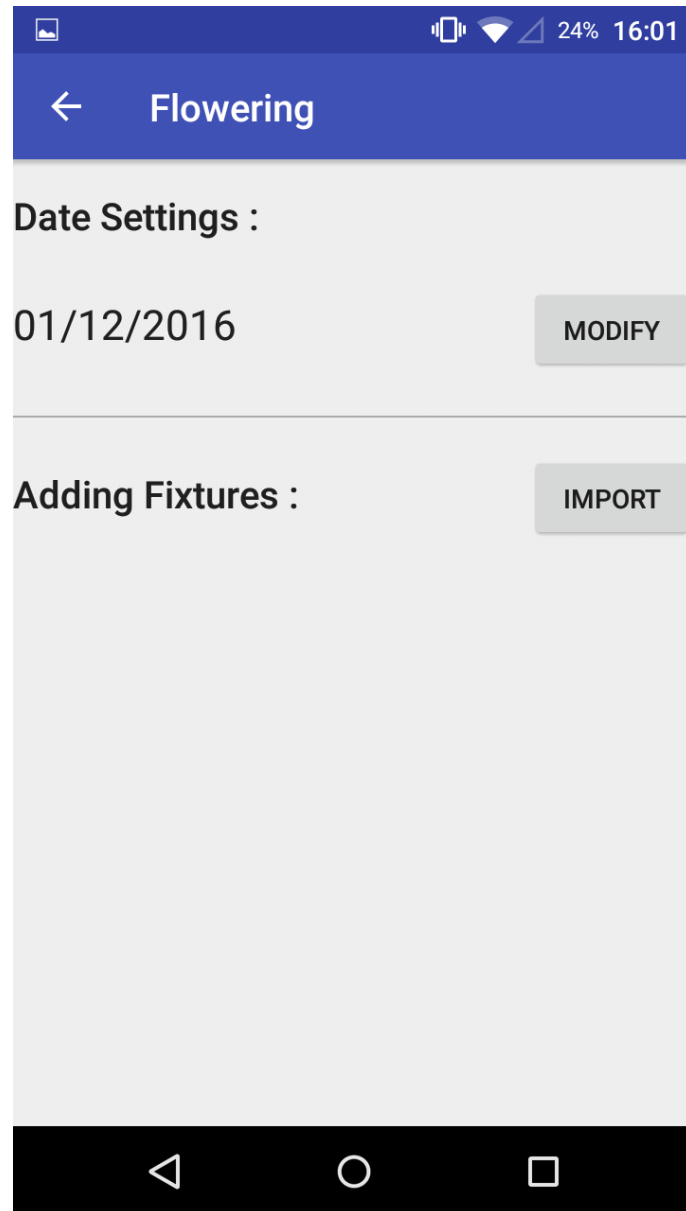 24% 16:01
Flowering
Date Settings :
01/12/2016 MODIFY
Adding Fixtures : IMPORT